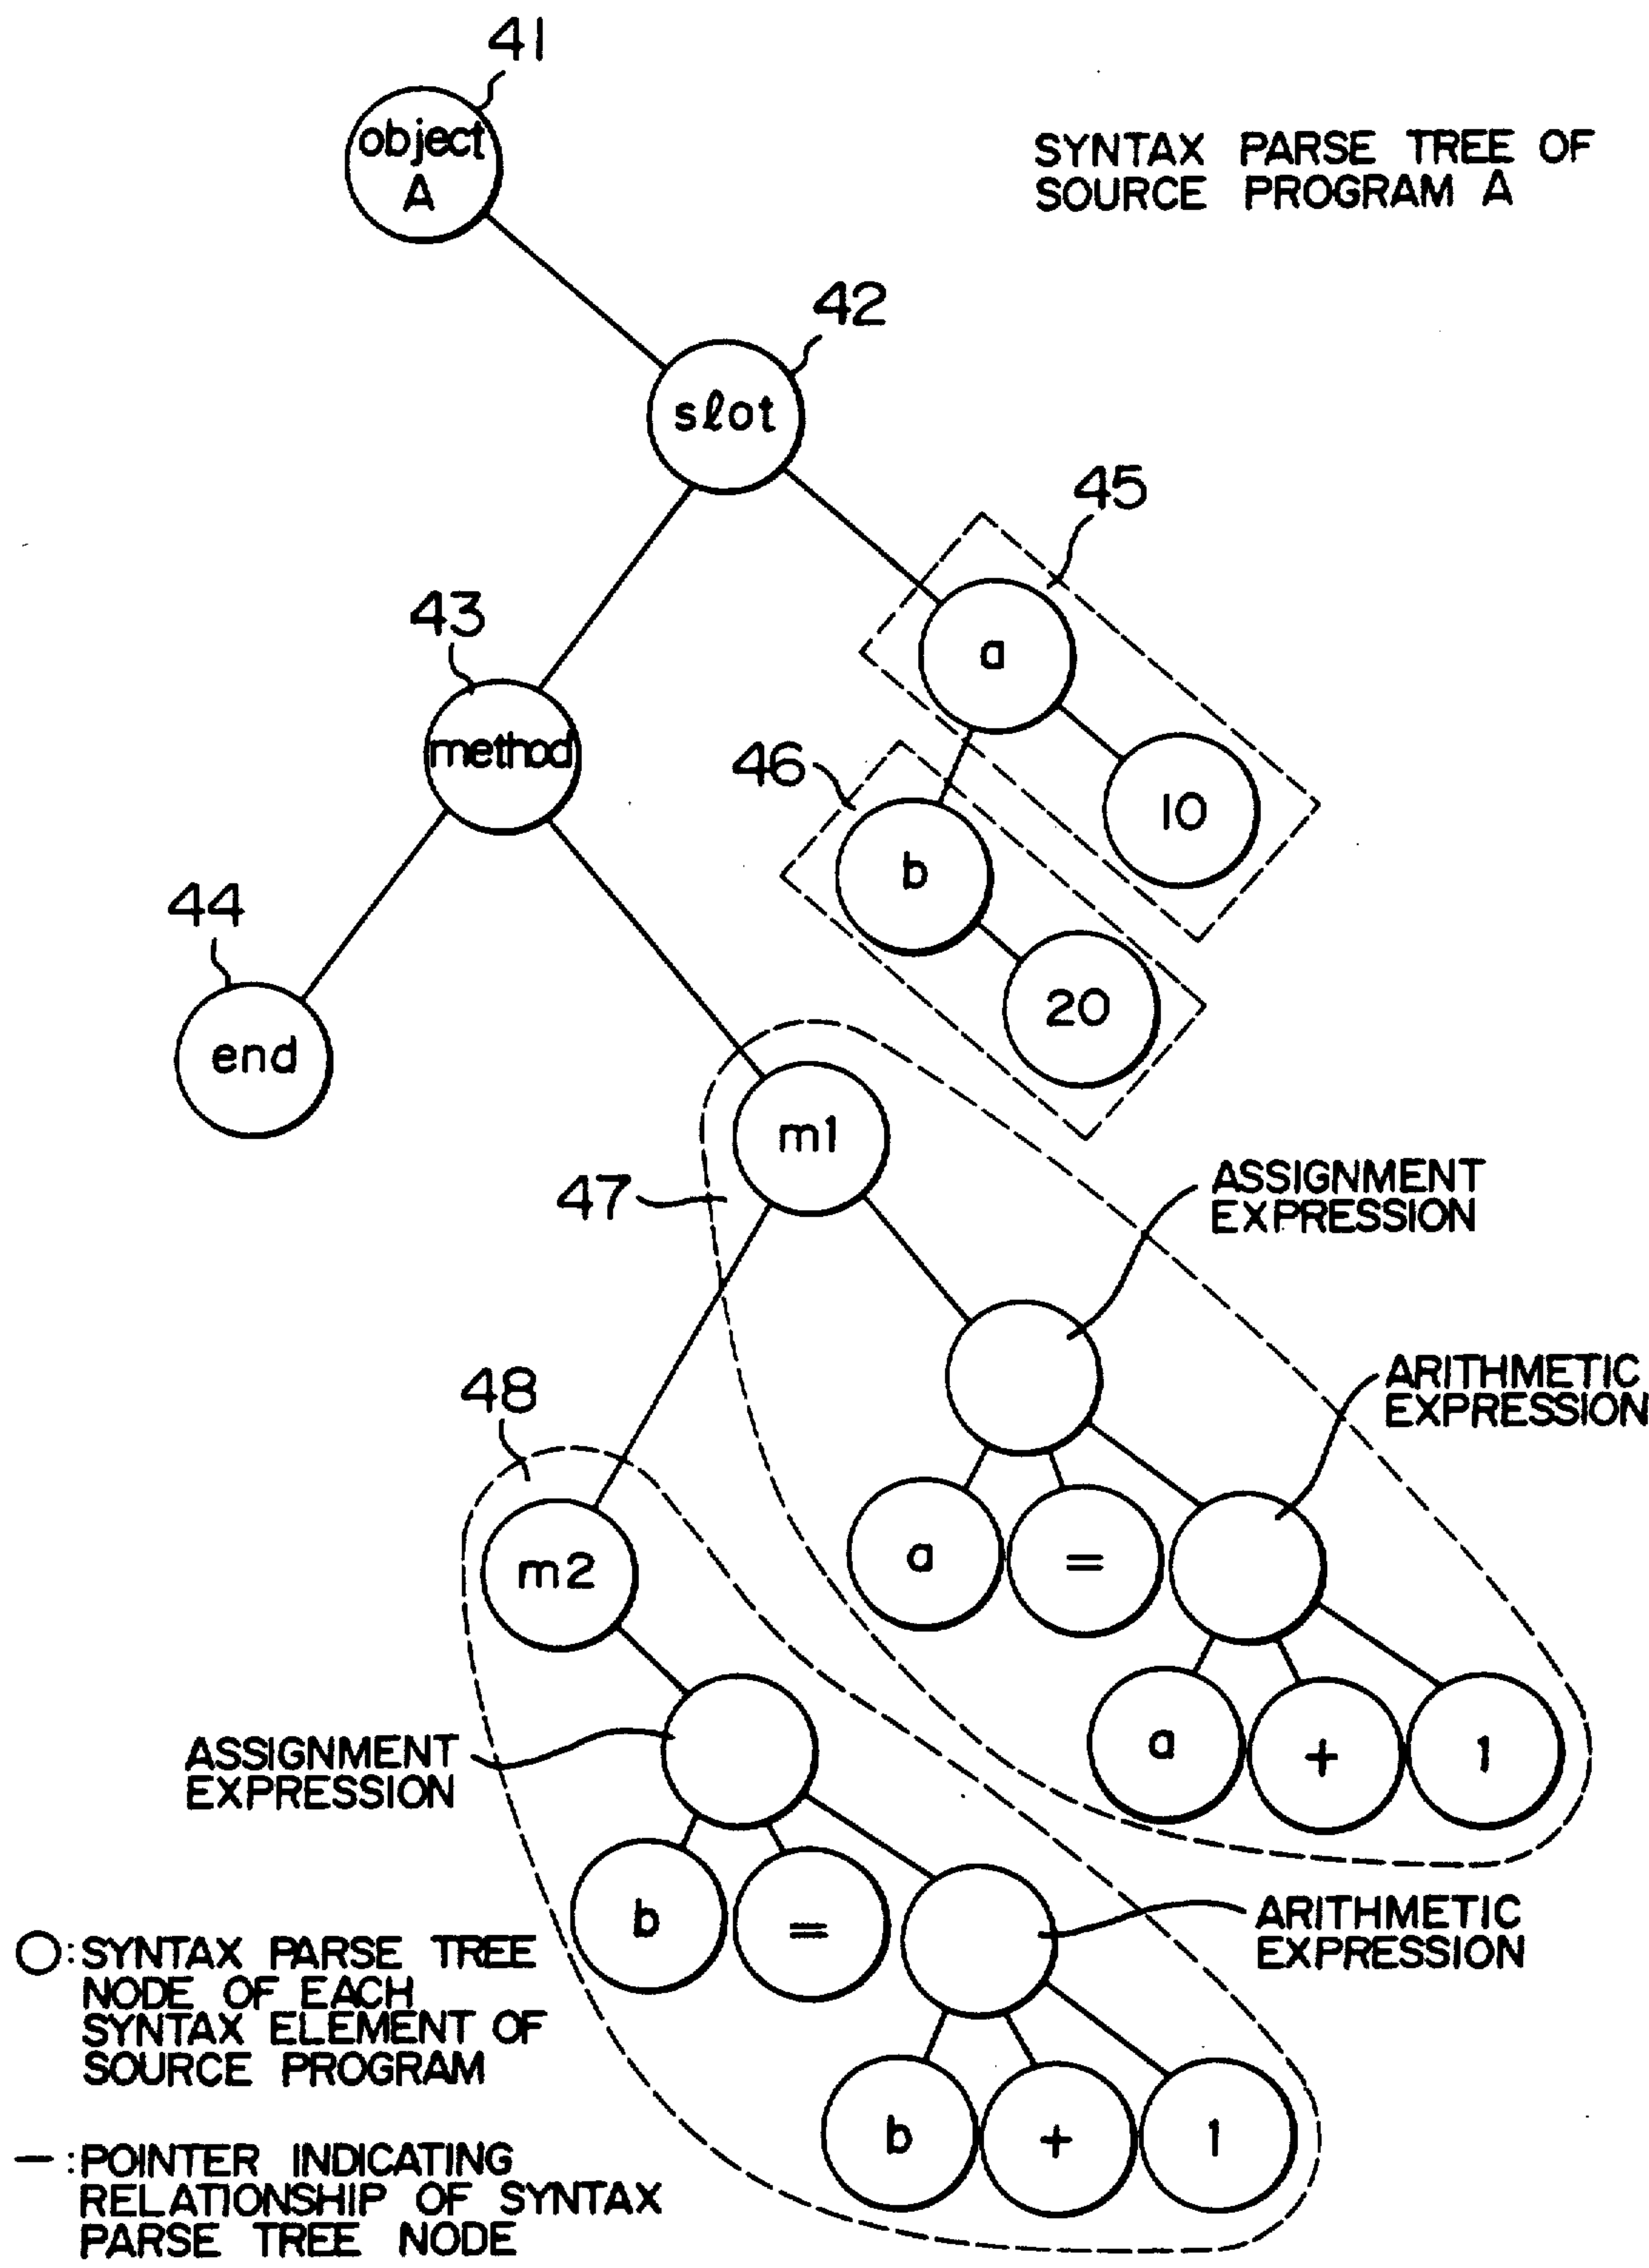 41
object
A
SYNTAX PARSE TREE OF
SOURCE PROGRAM A
42
slot
45
43
a
method
46
10
b
44
20
end
m1
47
ASSIGNMENT
EXPRESSION
ARITHMETIC
EXPRESSION
48
a
=
m2
a
+
1
ASSIGNMENT
EXPRESSION
b
=
ARITHMETIC
EXPRESSION
○:SYNTAX PARSE TREE
NODE OF EACH
SYNTAX ELEMENT OF
SOURCE PROGRAM
b
+
1
—:POINTER INDICATING
RELATIONSHIP OF SYNTAX
PARSE TREE NODE